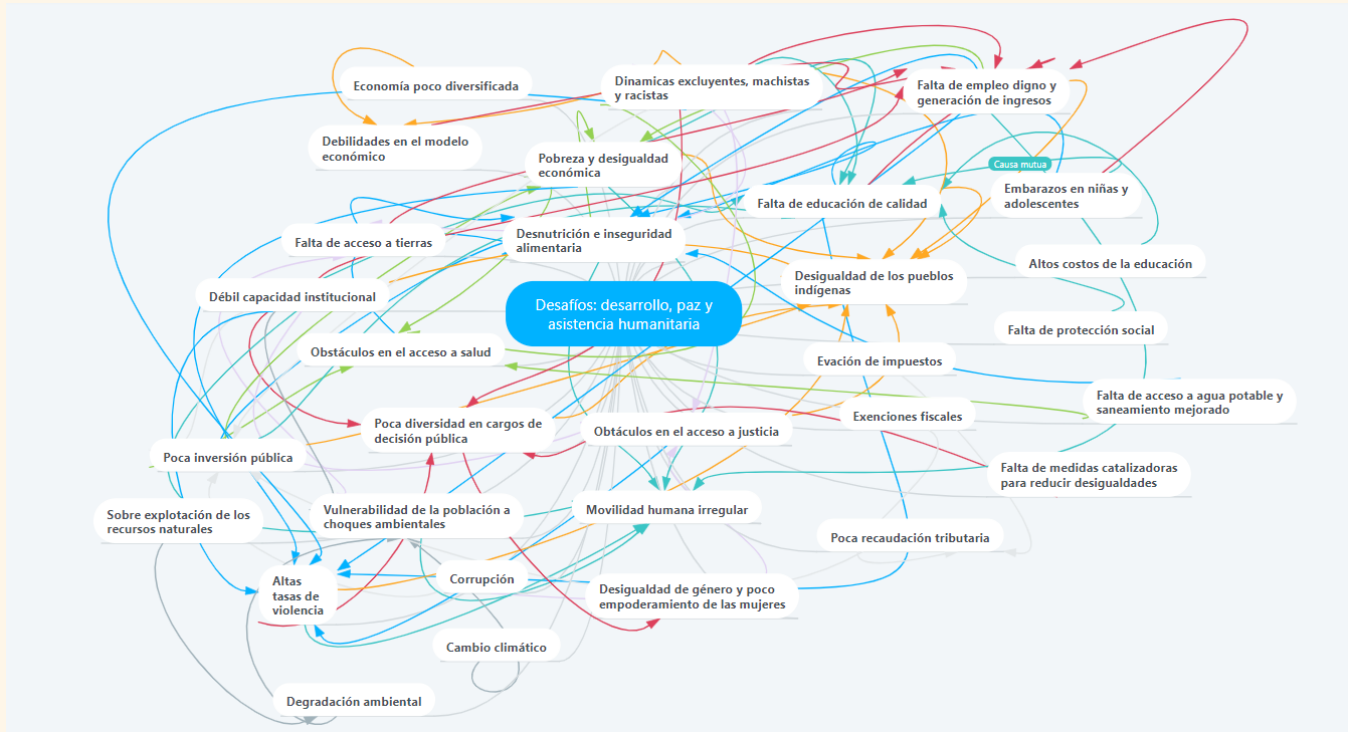 Economía poco diversificada
Dinamicas excluyentes, machistas
y racistas
Falta de empleo digno y
generación de ingresos
Debilidades en el modelo
económico
Pobreza y desigualdad
económica
Causa mutua
Embarazos en niñas y
adolescentes
Falta de educación de calidad
Falta de acceso a tierras
Desnutrición e inseguridad
alimentaria
Altos costos de la educación
Desigualdad de los pueblos
indígenas
Débil capacidad institucional
Desafíos: desarrollo, paz y
asistencia humanitaria
Falta de protección social
Obstáculos en el acceso a salud
Evación de impuestos
Falta de acceso a agua potable y
saneamiento mejorado
Poca diversidad en cargos de
decisión pública
Obtáculos en el acceso a justicia
Exenciones fiscales
Poca inversión pública
Falta de medidas catalizadoras
para reducir desigualdades
Sobre explotación de los
recursos naturales
Vulnerabilidad de la población a
choques ambientales
Movilidad humana irregular
Poca recaudación tributaria
Altas
tasas de
violencia
Corrupción
Desigualdad de género y poco
empoderamiento de las mujeres
Cambio climático
Degradación ambiental